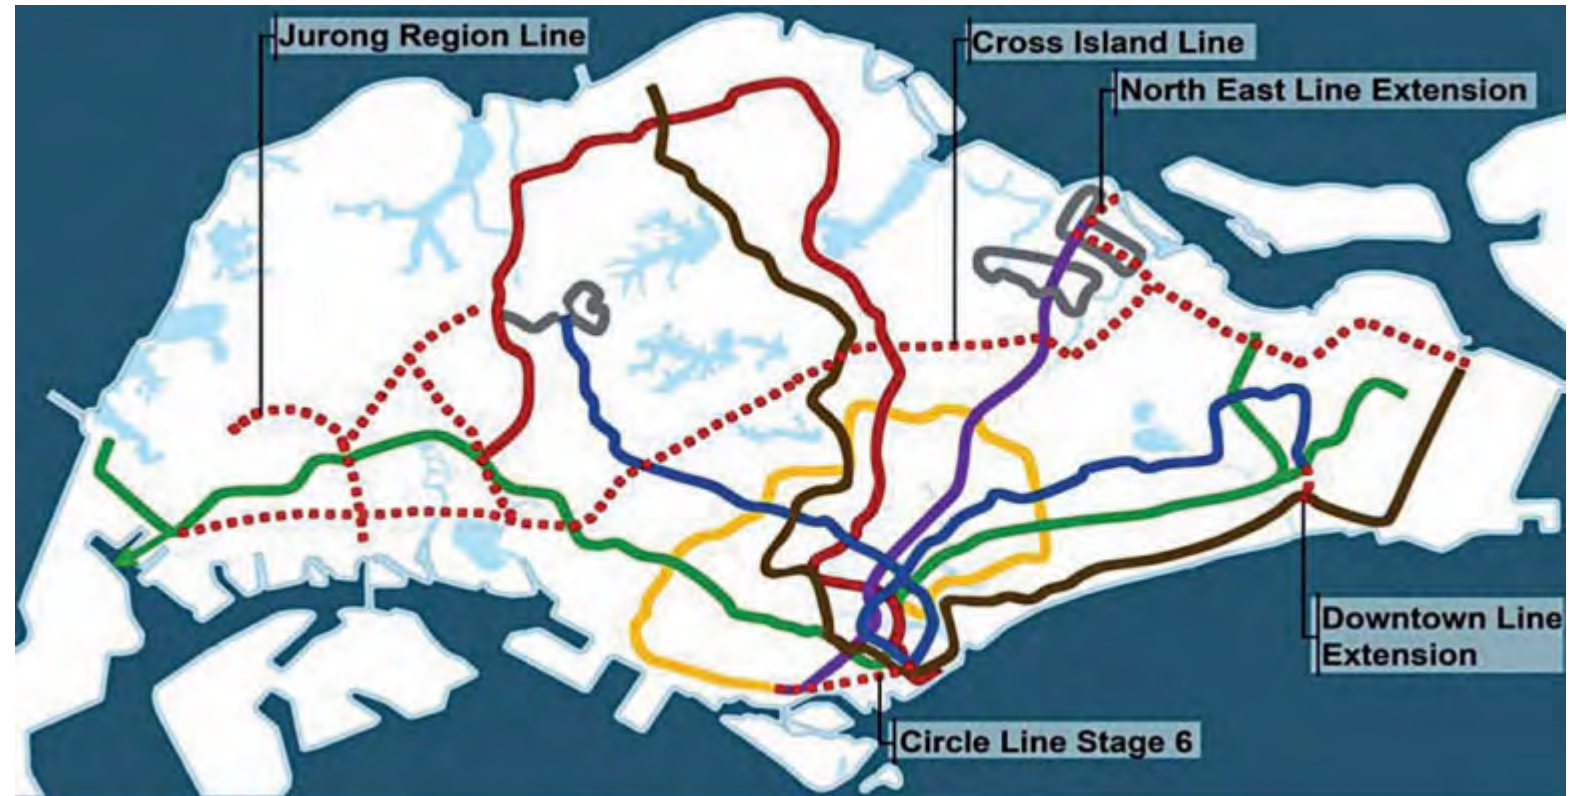 Jurong Region Line
Cross Island Line
North East Line Extension
Downtown Line
Extension
Circle Line Stage 6